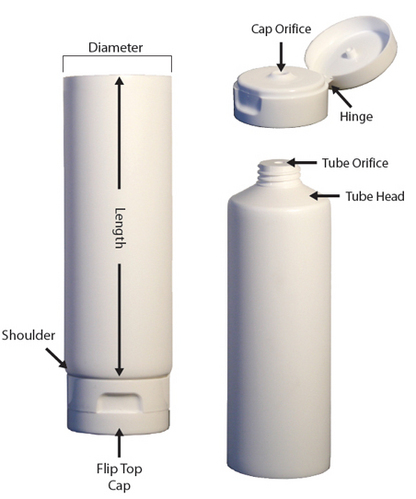 Diameter
Length
Shoulder
Flip Top
Cap
Cap Orifice
Hinge
Tube Orifice
Tube Head